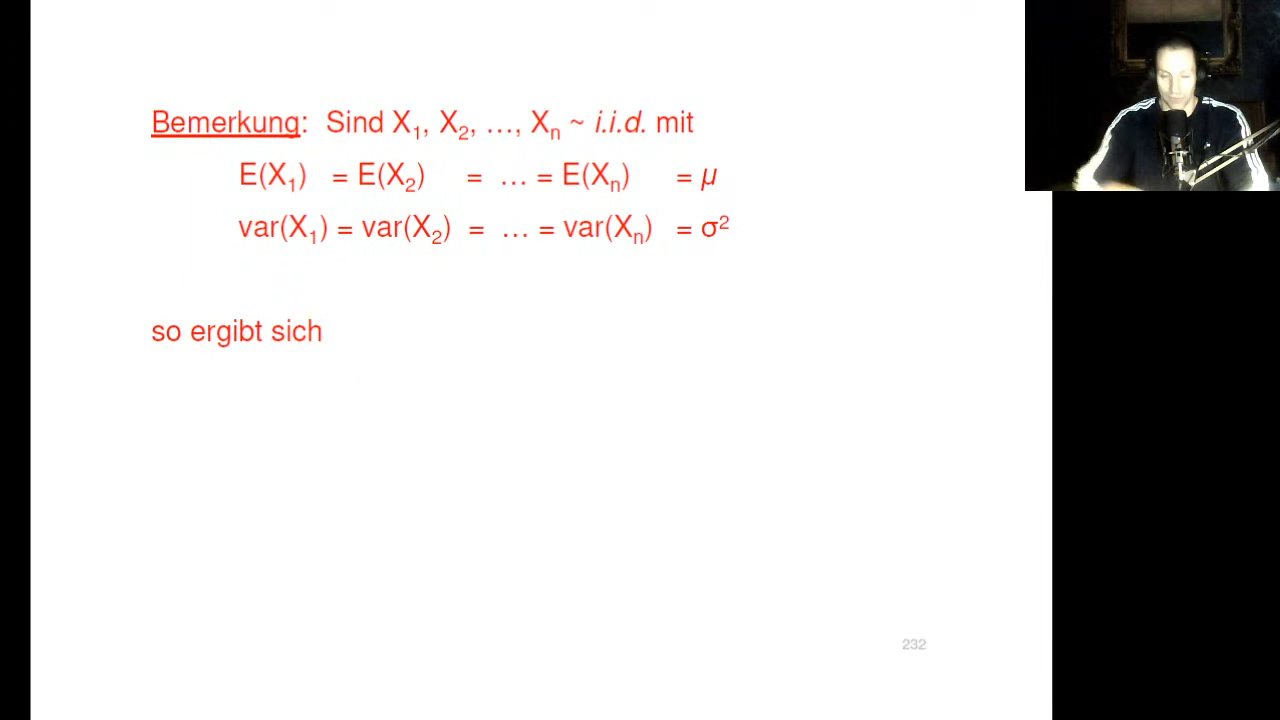 Bemerkung: Sind X₁, X₂, …, Xₙ ~ i.i.d. mit
E(X₁) = E(X₂) = … = E(Xₙ) = μ
var(X₁) = var(X₂) = … = var(Xₙ) = σ²
so ergibt sich
232